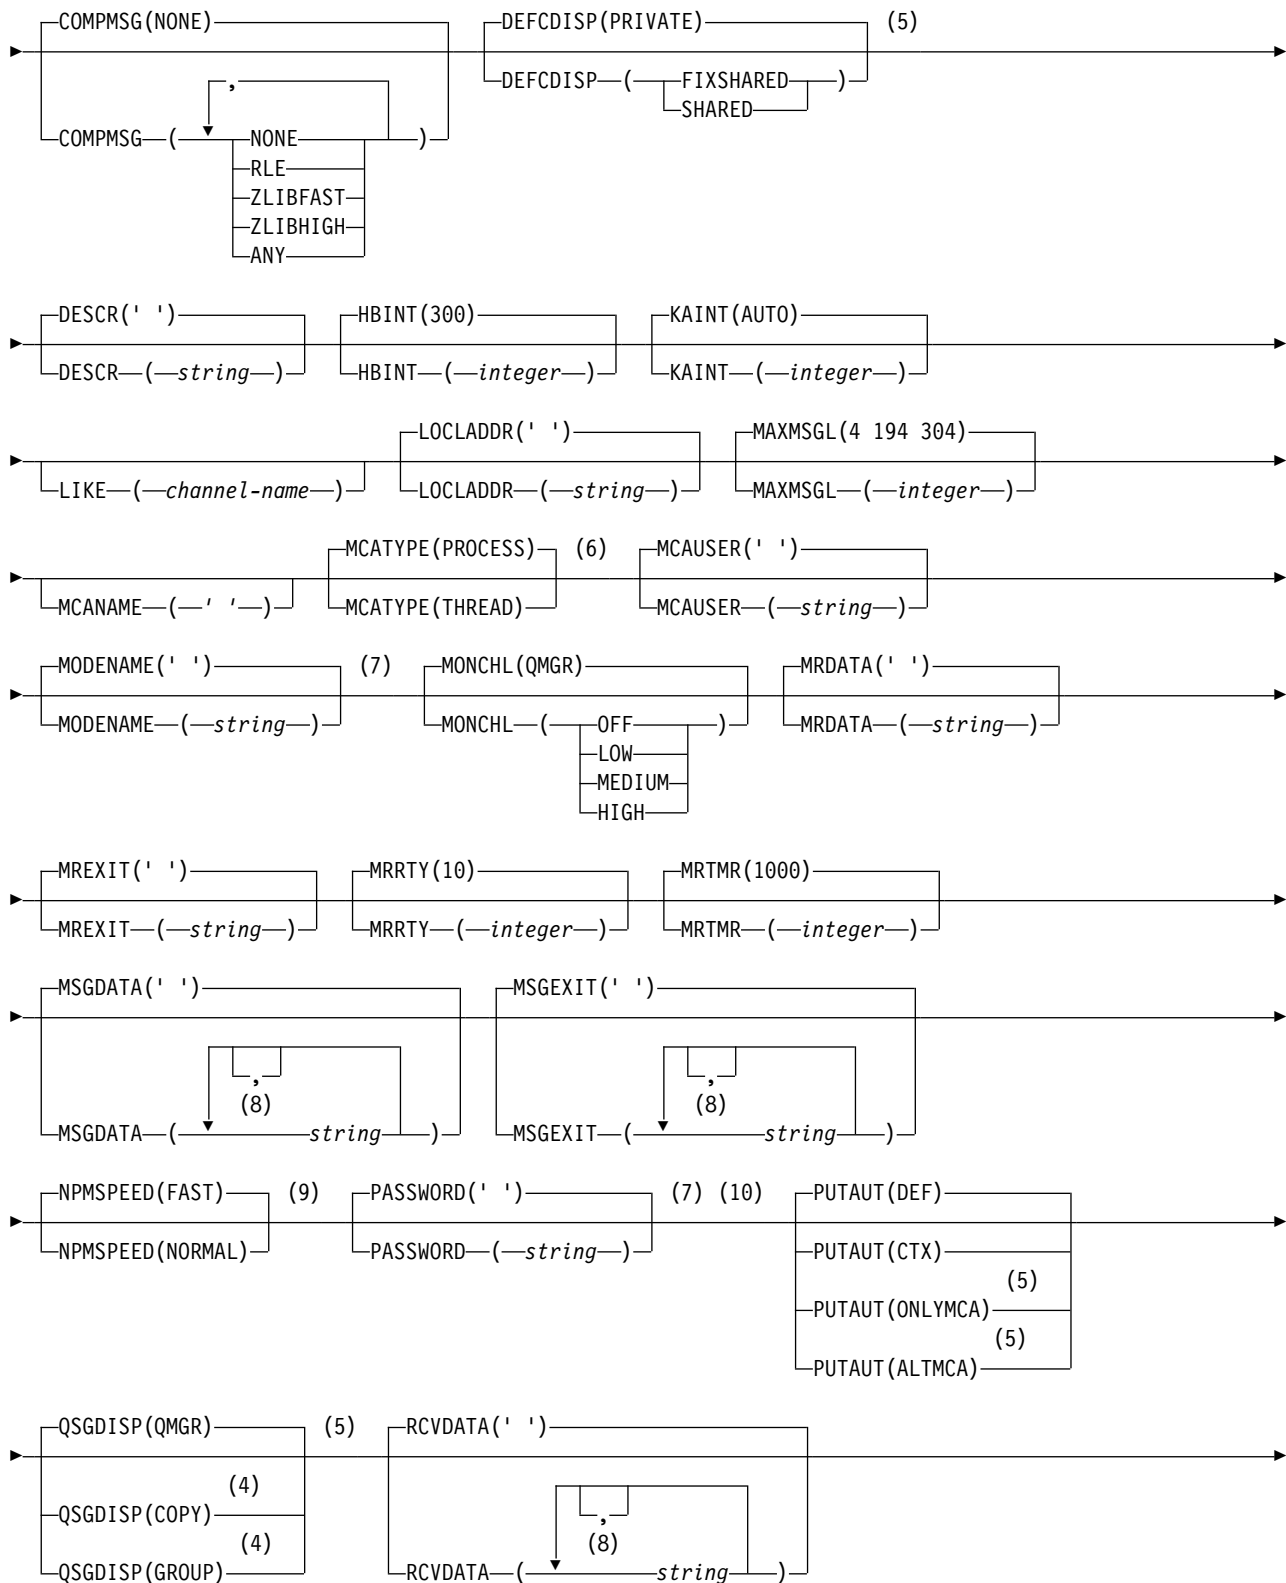 COMPMSG(NONE) DEFCDISP(PRIVATE) (5)
, DEFCDISP ( FIXSHARED )
SHARED
COMPMSG ( NONE )
RLE
ZLIBFAST
ZLIBHIGH
ANY
DESCR(' ') HBINT(300) KAINT(AUTO)
DESCR ( string ) HBINT ( integer ) KAINT ( integer )
LOCLADDR(' ') MAXMSGL(4 194 304)
LIKE ( channel-name ) LOCLADDR ( string ) MAXMSGL ( integer )
MCATYPE(PROCESS) (6) MCAUSER(' ')
MCANAME ( ' ' ) MCATYPE(THREAD) MCAUSER ( string )
MODENAME(' ') (7) MONCHL(QMGR) MRDATA(' ')
MODENAME ( string ) MONCHL ( OFF ) MRDATA ( string )
LOW
MEDIUM
HIGH
MREXIT(' ') MRRTY(10) MRTMR(1000)
MREXIT ( string ) MRRTY ( integer ) MRTMR ( integer )
MSGDATA(' ') MSGEXIT(' ')
, ,
(8) (8)
MSGDATA ( string ) MSGEXIT ( string )
NPMSPEED(FAST) (9) PASSWORD(' ') (7) (10) PUTAUT(DEF)
NPMSPEED(NORMAL) PASSWORD ( string ) PUTAUT(CTX)
(5)
PUTAUT(ONLYMCA)
(5)
PUTAUT(ALTMCA)
QSGDISP(QMGR) (5) RCVDATA(' ')
(4)
QSGDISP(COPY) ,
(4) (8)
QSGDISP(GROUP) RCVDATA ( string )